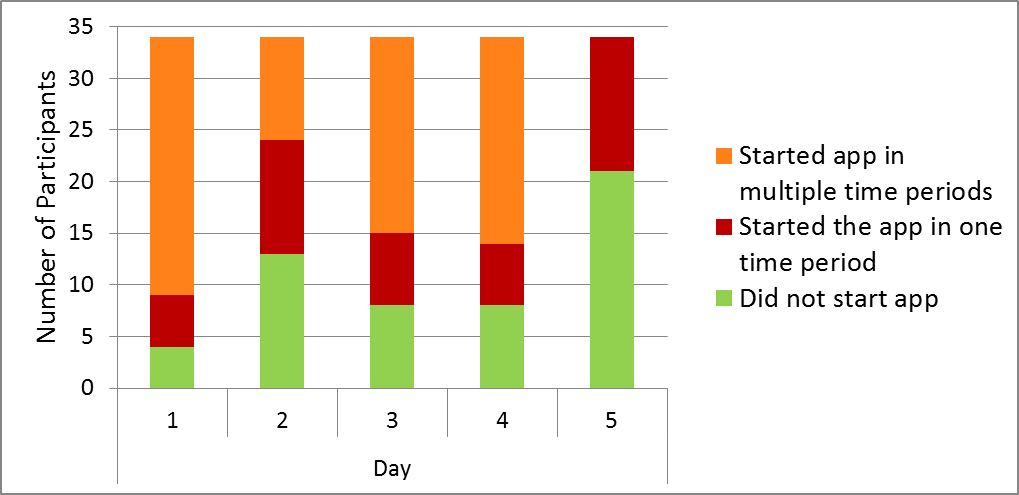 35
30
25
20
15
10
5
0
Number of Participants
1 2 3 4 5
Day
Started app in
multiple time periods
Started the app in one
time period
Did not start app